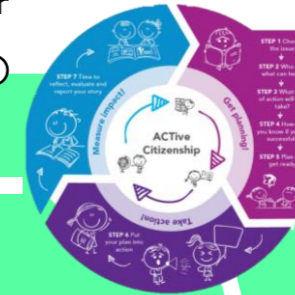 STEP 7 Time to
reflect, evaluate and
report your story
Measure impact!
ACTive
Citizenship
Get planning!
STEP 1
the issue
STEP 2
what can
STEP 3 What
of action will
take?
STEP 4 How
you know if
successful
STEP 5 Plan
get ready
Take action!
STEP 6 Put
your plan into
action